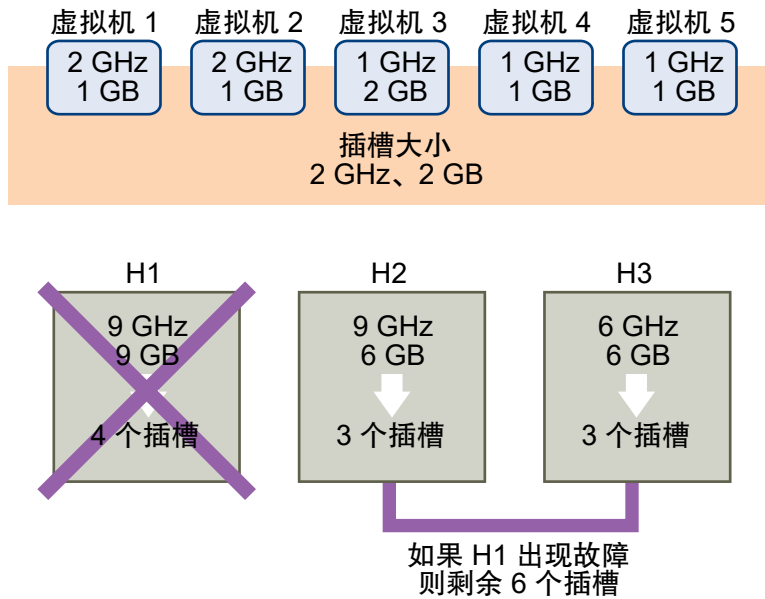 虚拟机 1 虚拟机 2 虚拟机 3 虚拟机 4 虚拟机 5
2 GHz 2 GHz 1 GHz 1 GHz 1 GHz
1 GB 1 GB 2 GB 1 GB 1 GB
插槽大小
2 GHz、2 GB
H1 H2 H3
9 GHz 9 GHz 6 GHz
9 GB 6 GB 6 GB
4 个插槽 3 个插槽 3 个插槽
如果 H1 出现故障
则剩余 6 个插槽